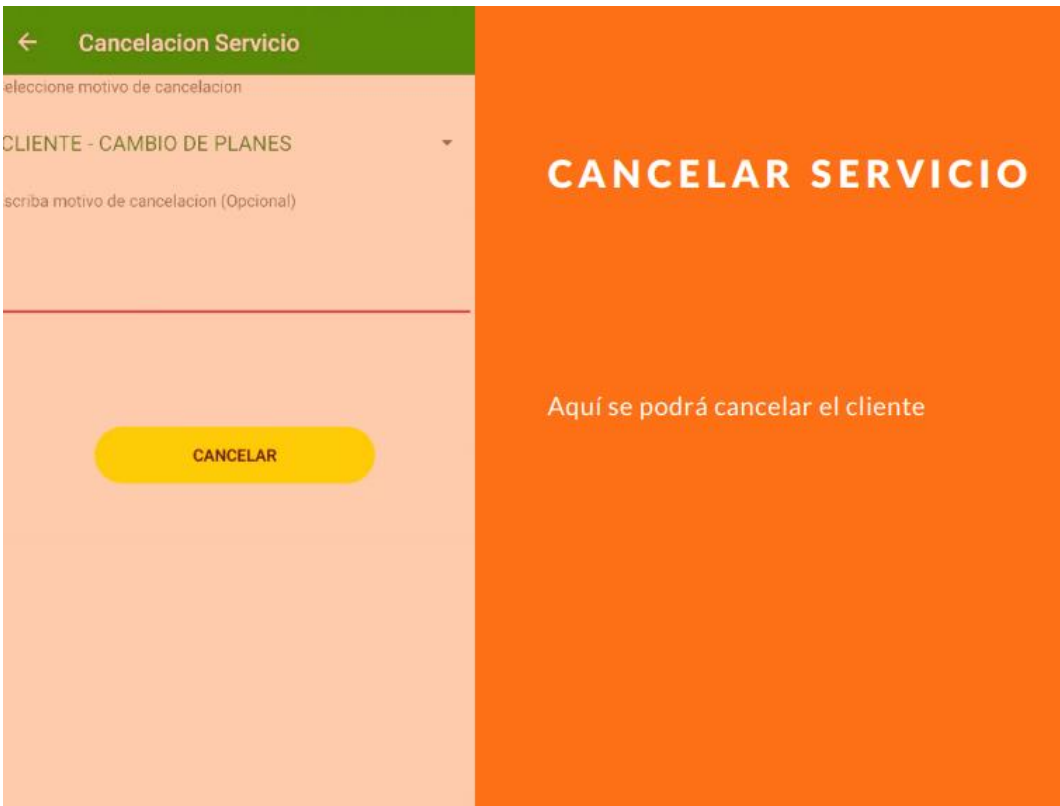 Cancelacion Servicio
eleccione motivo de cancelacion
CLIENTE - CAMBIO DE PLANES
scriba motivo de cancelacion (Opcional)
CANCELAR
CANCELAR SERVICIO
Aquí se podrá cancelar el cliente